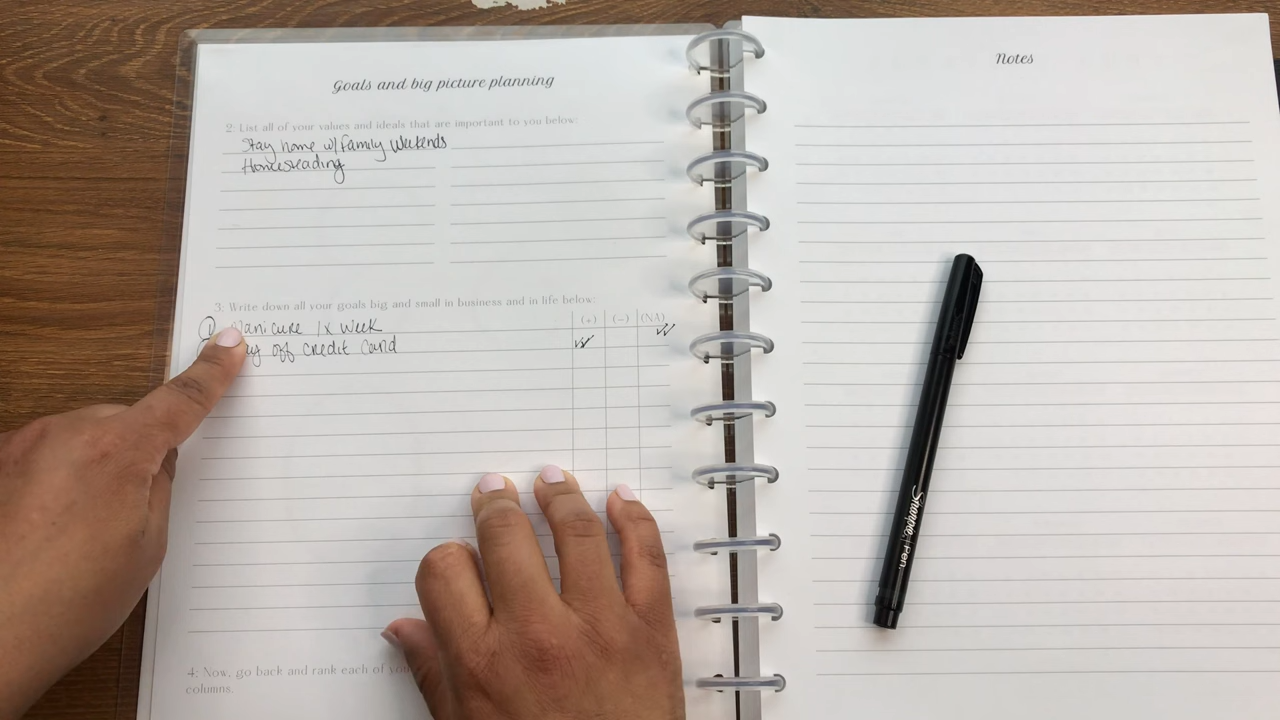 Goals and big picture planning
2: List all of your values and ideals that are important to you below:
Stay home w/ family weekends
Homesteading
3: Write down all your goals big and small in business and in life below:
(+) (-) (NA)
① Manicure 1x week
pay off credit card
4: Now, go back and rank each of
columns.
Notes
Sharpie Pen.